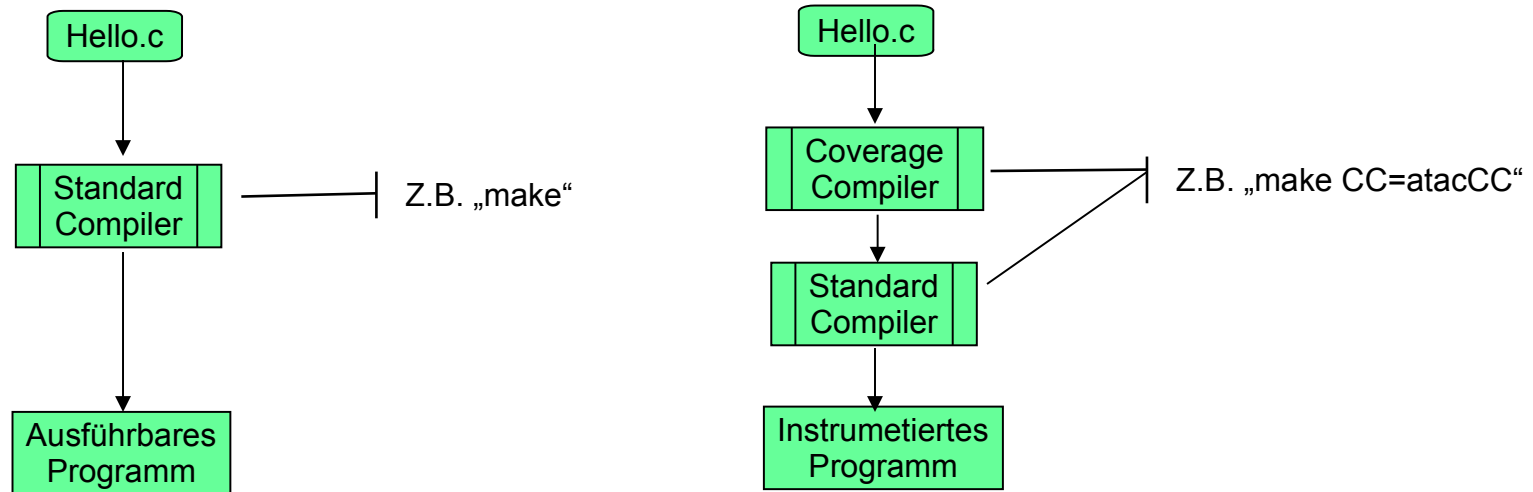 Hello.c
Standard
Compiler
Z.B. „make“
Ausführbares
Programm
Hello.c
Coverage
Compiler
Z.B. „make CC=atacCC“
Standard
Compiler
Instrumetiertes
Programm